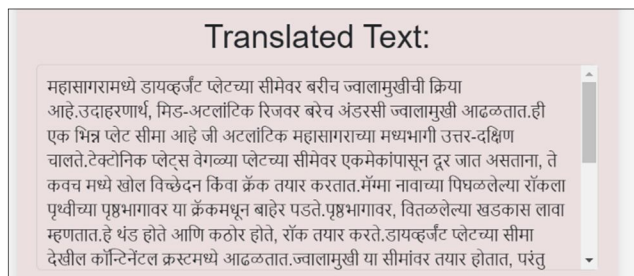 Translated Text:
महासागरामध्ये डायव्हर्जंट प्लेटच्या सीमेवर बरीच ज्वालामुखीची क्रिया
आहे.उदाहरणार्थ, मिड-अटलांटिक रिजवर बरेच अंडरसी ज्वालामुखी आढळतात.ही
एक भिन्न प्लेट सीमा आहे जी अटलांटिक महासागराच्या मध्यभागी उत्तर-दक्षिण
चालते.टेक्टोनिक प्लेट्स वेगळ्या प्लेटच्या सीमेवर एकमेकांपासून दूर जात असताना, ते
कवच मध्ये खोल विच्छेदन किंवा क्रॅक तयार करतात.मॅग्मा नावाच्या पिघळलेल्या रॉकला
पृथ्वीच्या पृष्ठभागावर या क्रॅकमधून बाहेर पडते.पृष्ठभागावर, वितळलेल्या खडकास लावा
म्हणतात.हे थंड होते आणि कठोर होते, रॉक तयार करते.डायव्हर्जंट प्लेटच्या सीमा
देखील कॉन्टिनेंटल क्रस्टमध्ये आढळतात.ज्वालामुखी या सीमांवर तयार होतात, परंतु